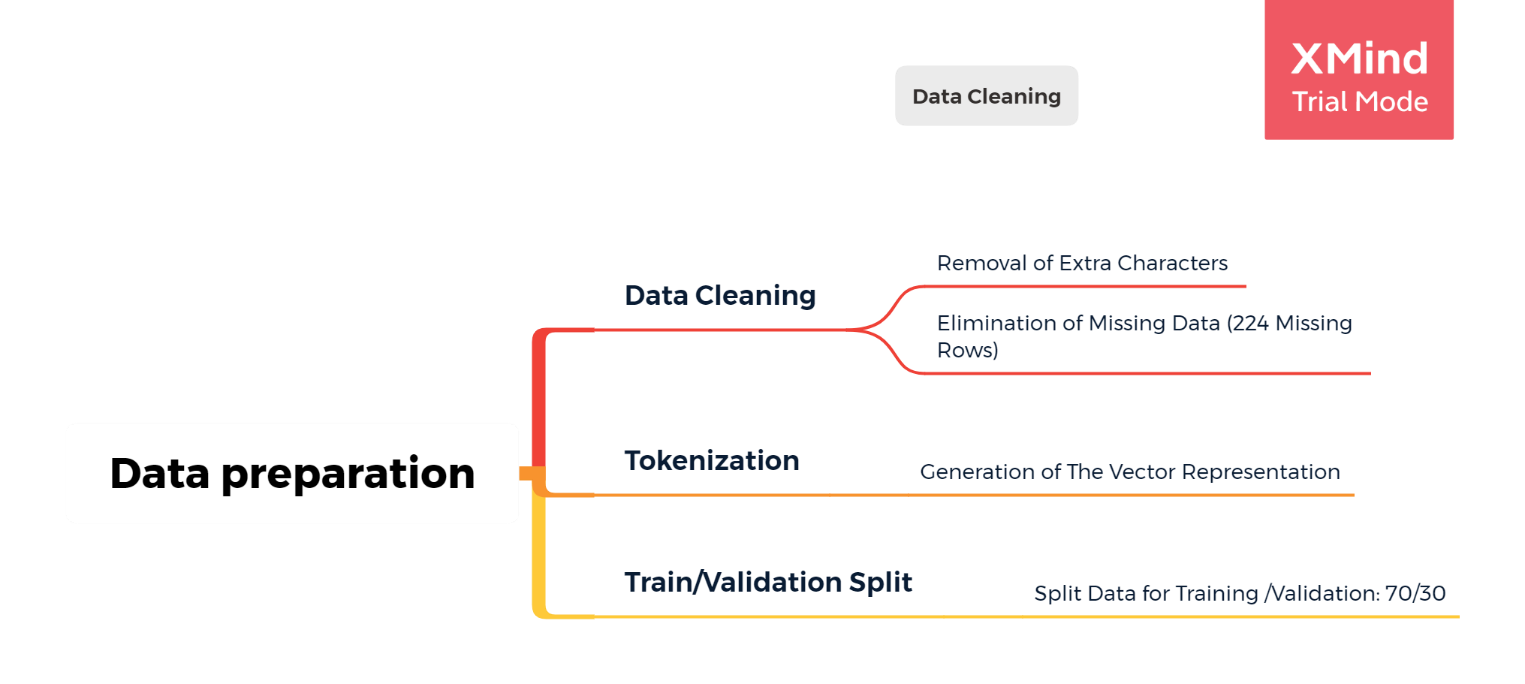 XMind
Trial Mode
Data Cleaning
Removal of Extra Characters
Data Cleaning
Elimination of Missing Data (224 Missing
Rows)
Data preparation
Tokenization
Generation of The Vector Representation
Train/Validation Split
Split Data for Training /Validation: 70/30